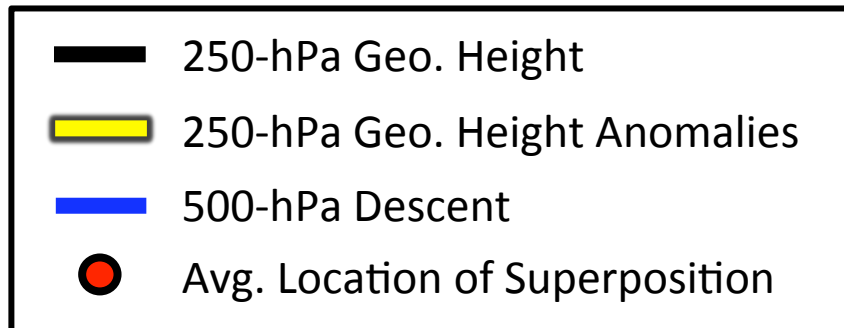 250-hPa Geo. Height
250-hPa Geo. Height Anomalies
500-hPa Descent
Avg. Location of Superposition